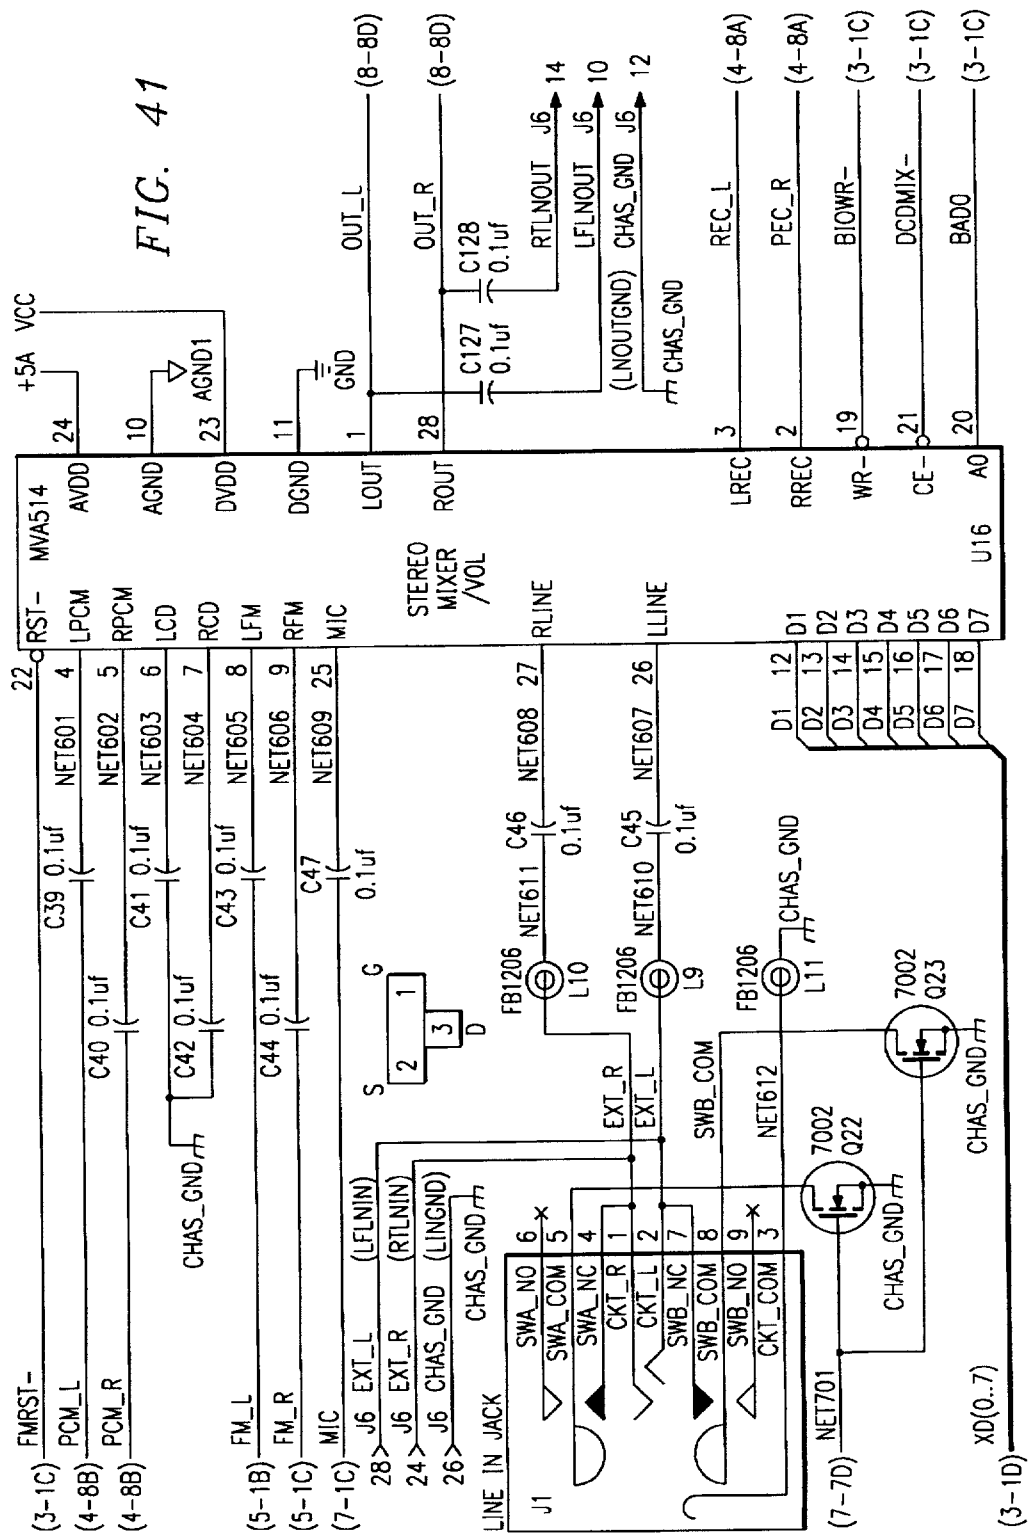 FIG. 41
(3-1C) FMRST-
(4-8B) PCM_L
(4-8B) PCM_R
(5-1B) FM_L
(5-1C) FM_R
(7-1C) MIC
28 J6 EXT_L (LFLNIN)
24 J6 EXT_R (RTLNIN)
26 J6 CHAS_GND (LINGND)
CHAS_GND
CHAS_GND
C39 0.1uf
C40 0.1uf
C41 0.1uf
C42 0.1uf
C43 0.1uf
C44 0.1uf
C47
0.1uf
NET601
NET602
NET603
NET604
NET605
NET606
NET609
22
4
5
6
7
8
9
25
RST-
LPCM
RPCM
LCD
RCD
LFM
RFM
MIC
MVA514
STEREO
MIXER
/VOL
U16
AVDD
AGND
DVDD
DGND
LOUT
ROUT
LREC
RREC
WR-
CE-
A0
24
10
23
11
1
28
3
2
19
21
20
+5A VCC
AGND1
GND
OUT_L (8-8D)
OUT_R (8-8D)
C127
0.1uf
C128
0.1uf
RTLNOUT J6 14
LFLNOUT J6 10
(LNOUTGND) CHAS_GND J6 12
CHAS_GND
REC_L (4-8A)
PEC_R (4-8A)
BIOWR- (3-1C)
DCDMIX- (3-1C)
BAD0 (3-1C)
S G
2 1
3
D
RLINE
LLINE
27
26
NET608
NET607
C46
0.1uf
C45
0.1uf
NET611
NET610
FB1206
L10
FB1206
L9
FB1206
L11
CHAS_GND
EXT_R
EXT_L
SWB_COM
NET612
LINE IN JACK
J1
SWA_NO 6
SWA_COM 5
SWA_NC 4
CKT_R 1
CKT_L 2
SWB_NC 7
SWB_COM 8
SWB_NO 9
CKT_COM 3
7002
Q22
CHAS_GND
7002
Q23
CHAS_GND
(7-7D) NET701
(3-1D) XD(0..7)
D1 12 D1
D2 13 D2
D3 14 D3
D4 15 D4
D5 16 D5
D6 17 D6
D7 18 D7